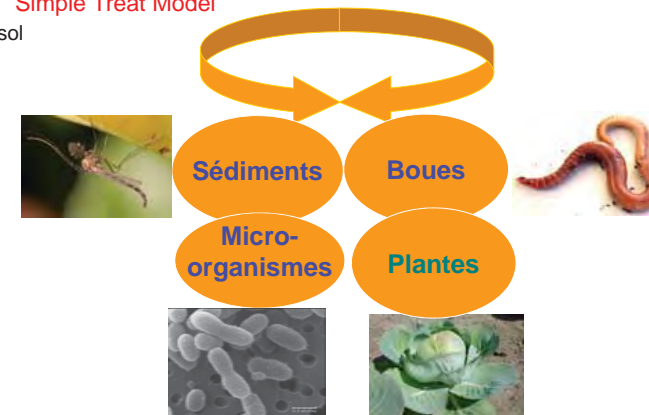 Simple Treat Model
sol
Sédiments
Boues
Micro-
organismes
Plantes